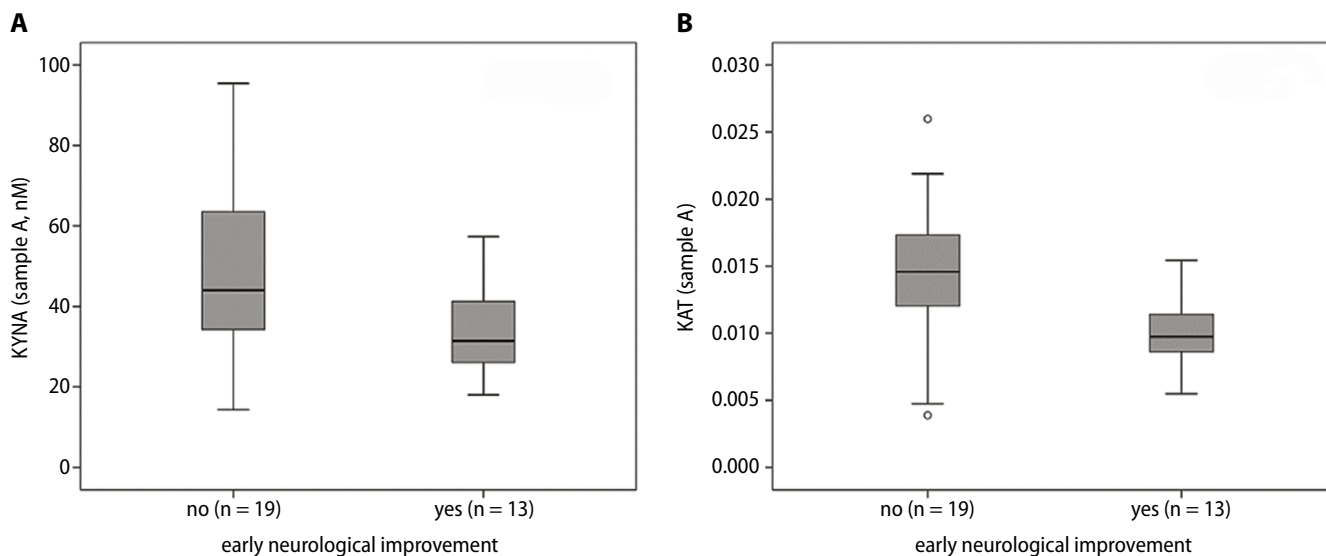 A
KYNA (sample A, nM)
100
80
60
40
20
0
no (n = 19)
yes (n = 13)
early neurological improvement
B
KAT (sample A)
0.030
0.025
0.020
0.015
0.010
0.005
0.000
no (n = 19)
yes (n = 13)
early neurological improvement